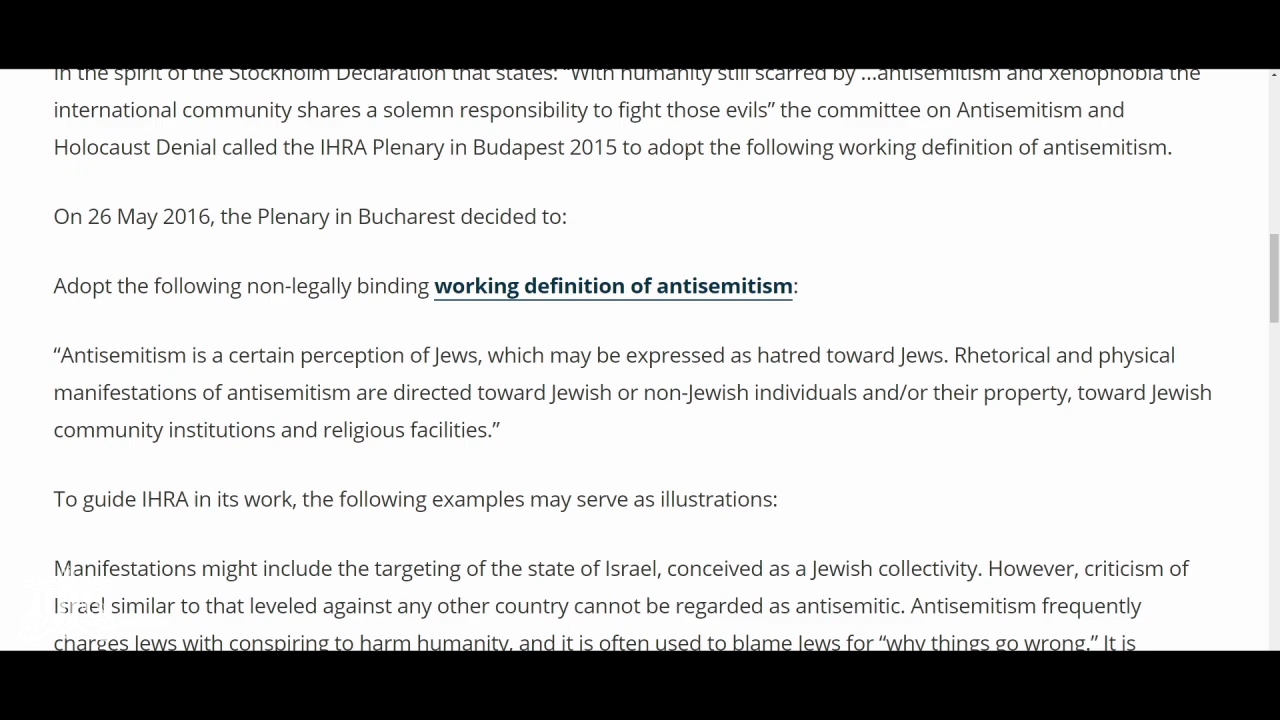 In the spirit of the Stockholm Declaration that states: “With humanity still scarred by ...antisemitism and xenophobia the
international community shares a solemn responsibility to fight those evils” the committee on Antisemitism and
Holocaust Denial called the IHRA Plenary in Budapest 2015 to adopt the following working definition of antisemitism.
On 26 May 2016, the Plenary in Bucharest decided to:
Adopt the following non-legally binding working definition of antisemitism:
“Antisemitism is a certain perception of Jews, which may be expressed as hatred toward Jews. Rhetorical and physical
manifestations of antisemitism are directed toward Jewish or non-Jewish individuals and/or their property, toward Jewish
community institutions and religious facilities.”
To guide IHRA in its work, the following examples may serve as illustrations:
Manifestations might include the targeting of the state of Israel, conceived as a Jewish collectivity. However, criticism of
Israel similar to that leveled against any other country cannot be regarded as antisemitic. Antisemitism frequently
charges Jews with conspiring to harm humanity, and it is often used to blame Jews for “why things go wrong.” It is